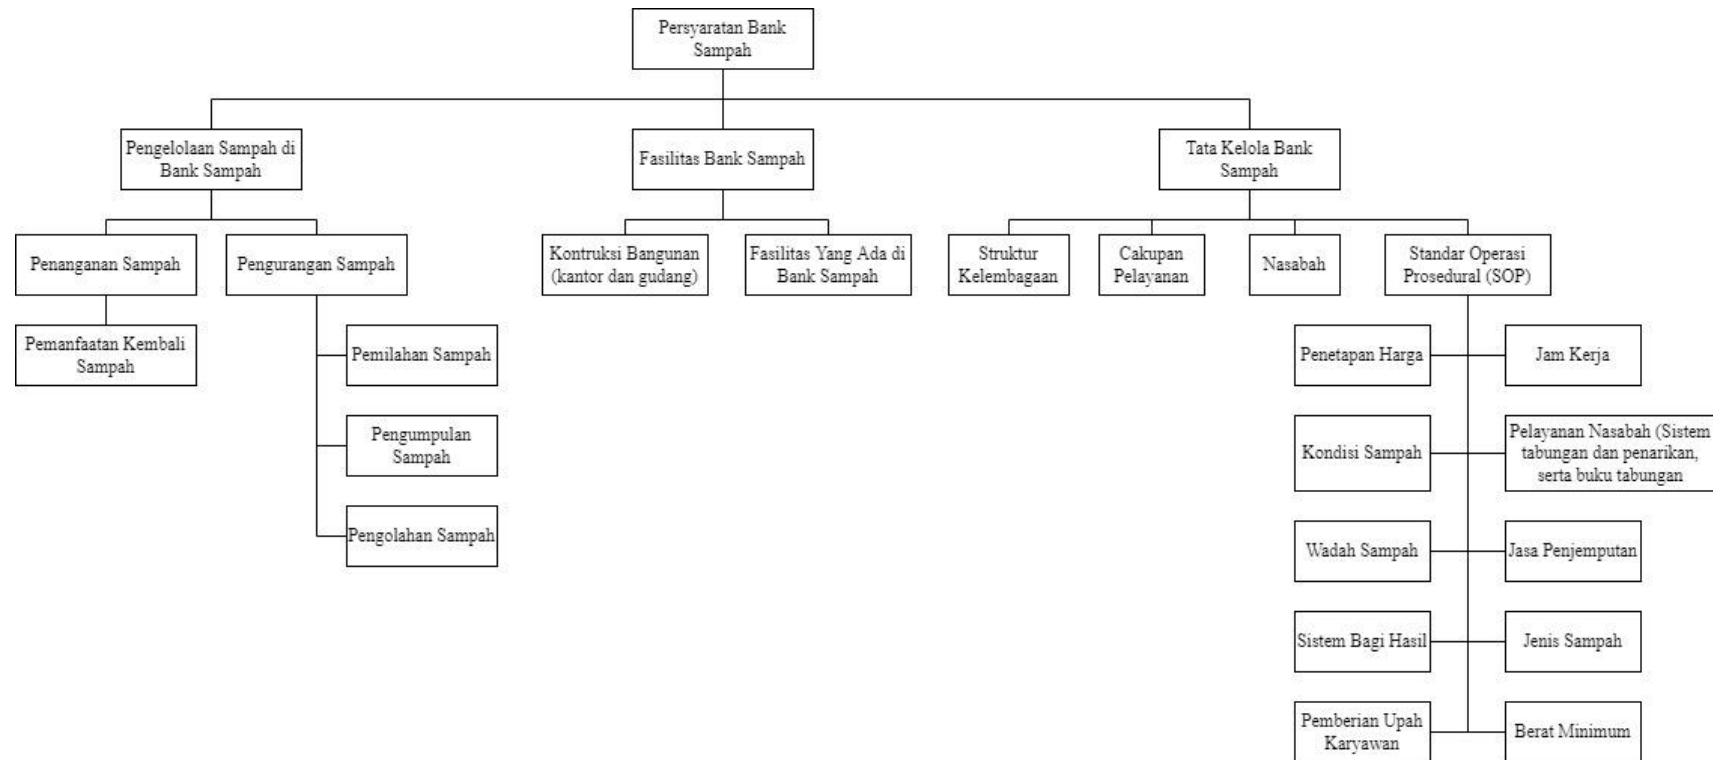 Persyaratan Bank
Sampah
Pengelolaan Sampah di
Bank Sampah
Fasilitas Bank Sampah
Tata Kelola Bank
Sampah
Penanganan Sampah
Pengurangan Sampah
Kontruksi Bangunan
(kantor dan gudang)
Fasilitas Yang Ada di
Bank Sampah
Struktur
Kelembagaan
Cakupan
Pelayanan
Nasabah
Standar Operasi
Prosedural (SOP)
Pemanfaatan Kembali
Sampah
Pemilahan Sampah
Pengumpulan
Sampah
Pengolahan Sampah
Penetapan Harga
Jam Kerja
Kondisi Sampah
Pelayanan Nasabah (Sistem
tabungan dan penarikan,
serta buku tabungan
Wadah Sampah
Jasa Penjemputan
Sistem Bagi Hasil
Jenis Sampah
Pemberian Upah
Karyawan
Berat Minimum